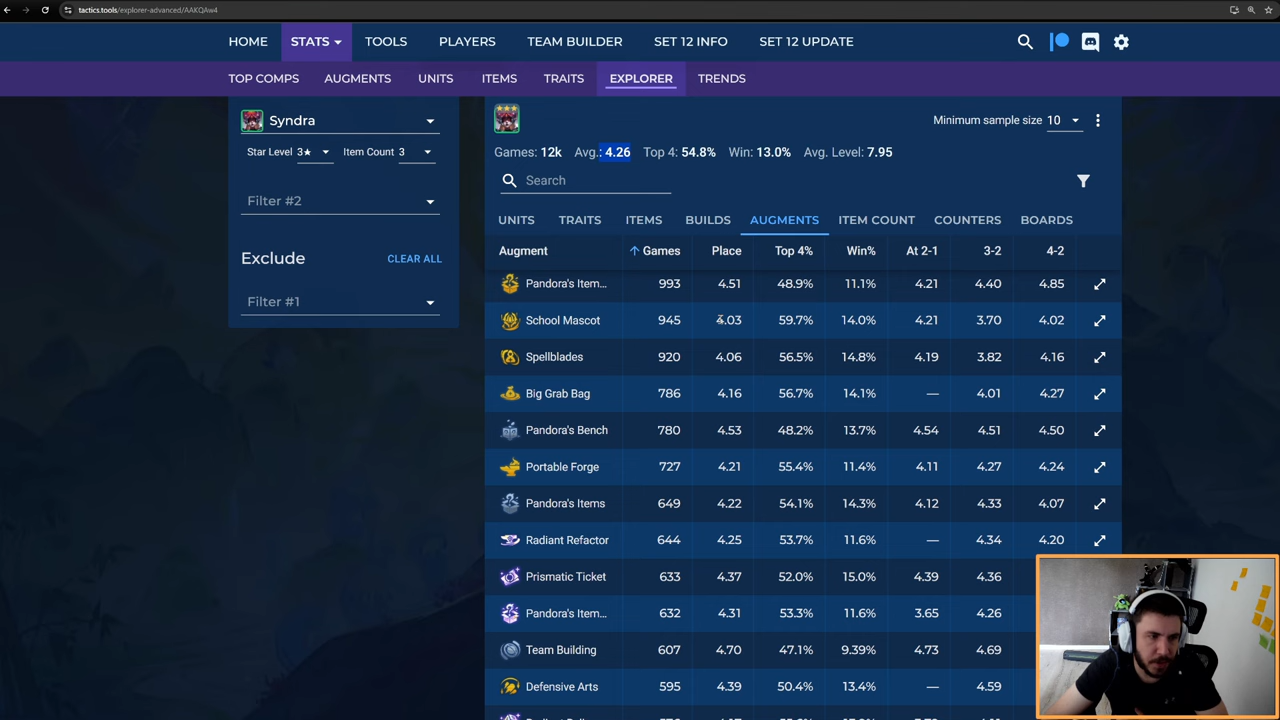 tactics.tools/explorer-advanced/AAKQAw4
HOME STATS TOOLS PLAYERS TEAM BUILDER SET 12 INFO SET 12 UPDATE
TOP COMPS AUGMENTS UNITS ITEMS TRAITS EXPLORER TRENDS
Syndra
Star Level 3★ Item Count 3
Filter #2
Exclude CLEAR ALL
Filter #1
Minimum sample size 10
Games: 12k Avg.: 4.26 Top 4: 54.8% Win: 13.0% Avg. Level: 7.95
Search
UNITS TRAITS ITEMS BUILDS AUGMENTS ITEM COUNT COUNTERS BOARDS
Augment Games Place Top 4% Win% At 2-1 3-2 4-2
Pandora's Item... 993 4.51 48.9% 11.1% 4.21 4.40 4.85
School Mascot 945 4.03 59.7% 14.0% 4.21 3.70 4.02
Spellblades 920 4.06 56.5% 14.8% 4.19 3.82 4.16
Big Grab Bag 786 4.16 56.7% 14.1% — 4.01 4.27
Pandora's Bench 780 4.53 48.2% 13.7% 4.54 4.51 4.50
Portable Forge 727 4.21 55.4% 11.4% 4.11 4.27 4.24
Pandora's Items 649 4.22 54.1% 14.3% 4.12 4.33 4.07
Radiant Refactor 644 4.25 53.7% 11.6% — 4.34 4.20
Prismatic Ticket 633 4.37 52.0% 15.0% 4.39 4.36
Pandora's Item... 632 4.31 53.3% 11.6% 3.65 4.26
Team Building 607 4.70 47.1% 9.39% 4.73 4.69
Defensive Arts 595 4.39 50.4% 13.4% — 4.59